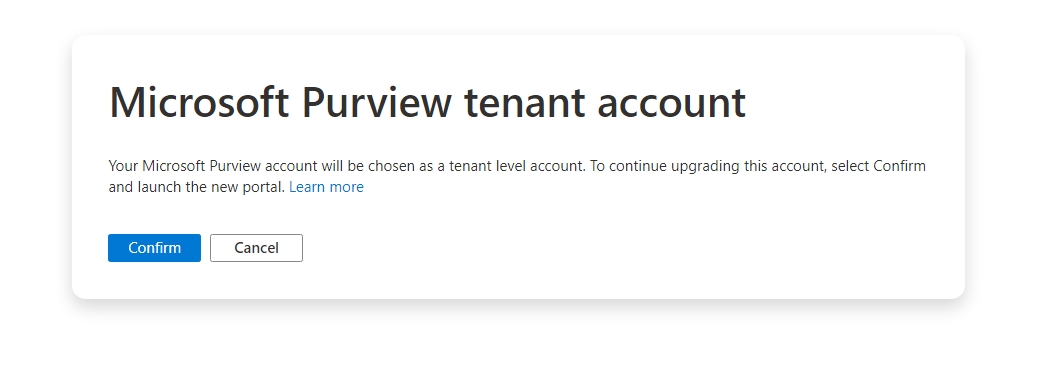 Microsoft Purview tenant account
Your Microsoft Purview account will be chosen as a tenant level account. To continue upgrading this account, select Confirm
and launch the new portal. Learn more
Confirm Cancel